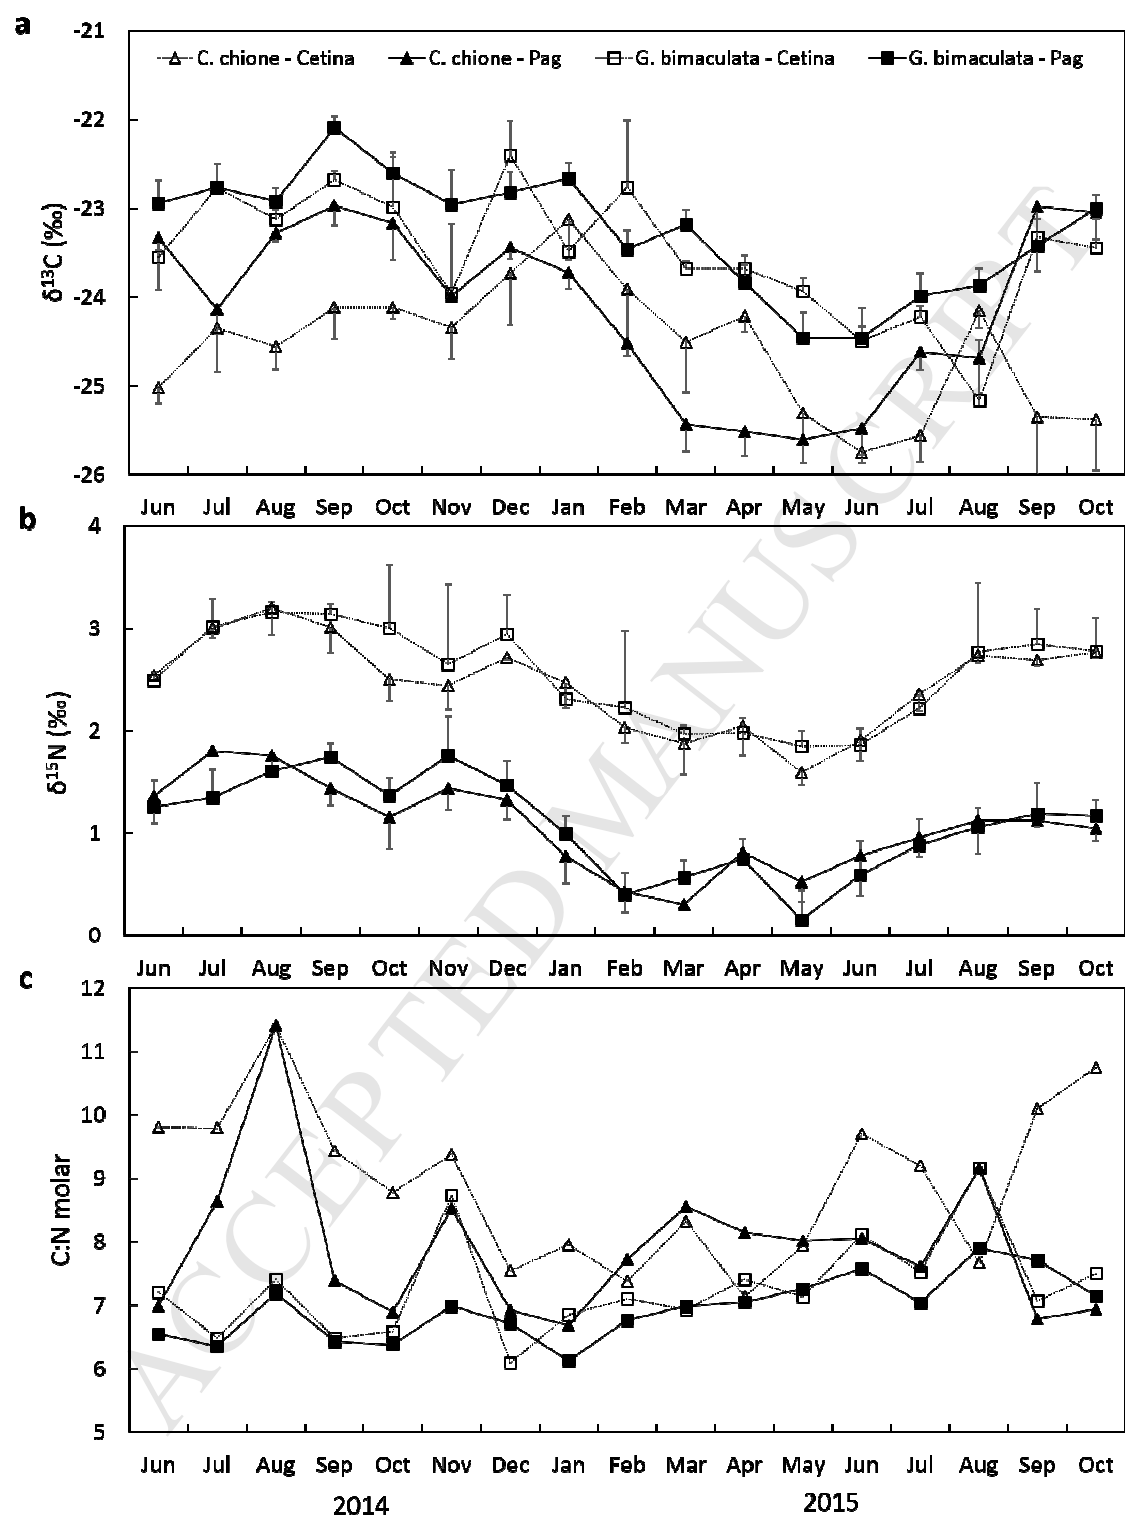 a
-21
C. chione - Cetina C. chione - Pag G. bimaculata - Cetina G. bimaculata - Pag
-22
-23
-24
-25
-26
δ13C (‰)
Jun Jul Aug Sep Oct Nov Dec Jan Feb Mar Apr May Jun Jul Aug Sep Oct
b
4
3
2
1
0
δ15N (‰)
Jun Jul Aug Sep Oct Nov Dec Jan Feb Mar Apr May Jun Jul Aug Sep Oct
c
12
11
10
9
8
7
6
5
C:N molar
Jun Jul Aug Sep Oct Nov Dec Jan Feb Mar Apr May Jun Jul Aug Sep Oct
2014 2015
ACCEPTED MANUSCRIPT